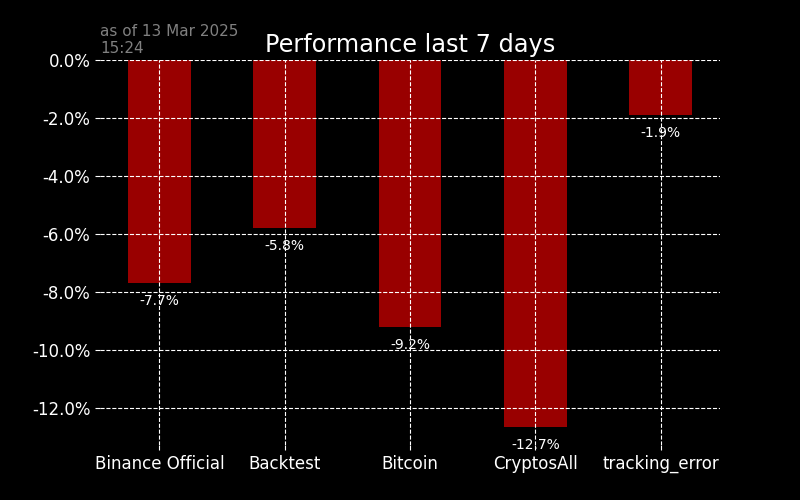 as of 13 Mar 2025
15:24
Performance last 7 days
0.0%
-2.0%
-4.0%
-6.0%
-8.0%
-10.0%
-12.0%
-7.7%
-5.8%
-9.2%
-12.7%
-1.9%
Binance Official
Backtest
Bitcoin
CryptosAll
tracking_error